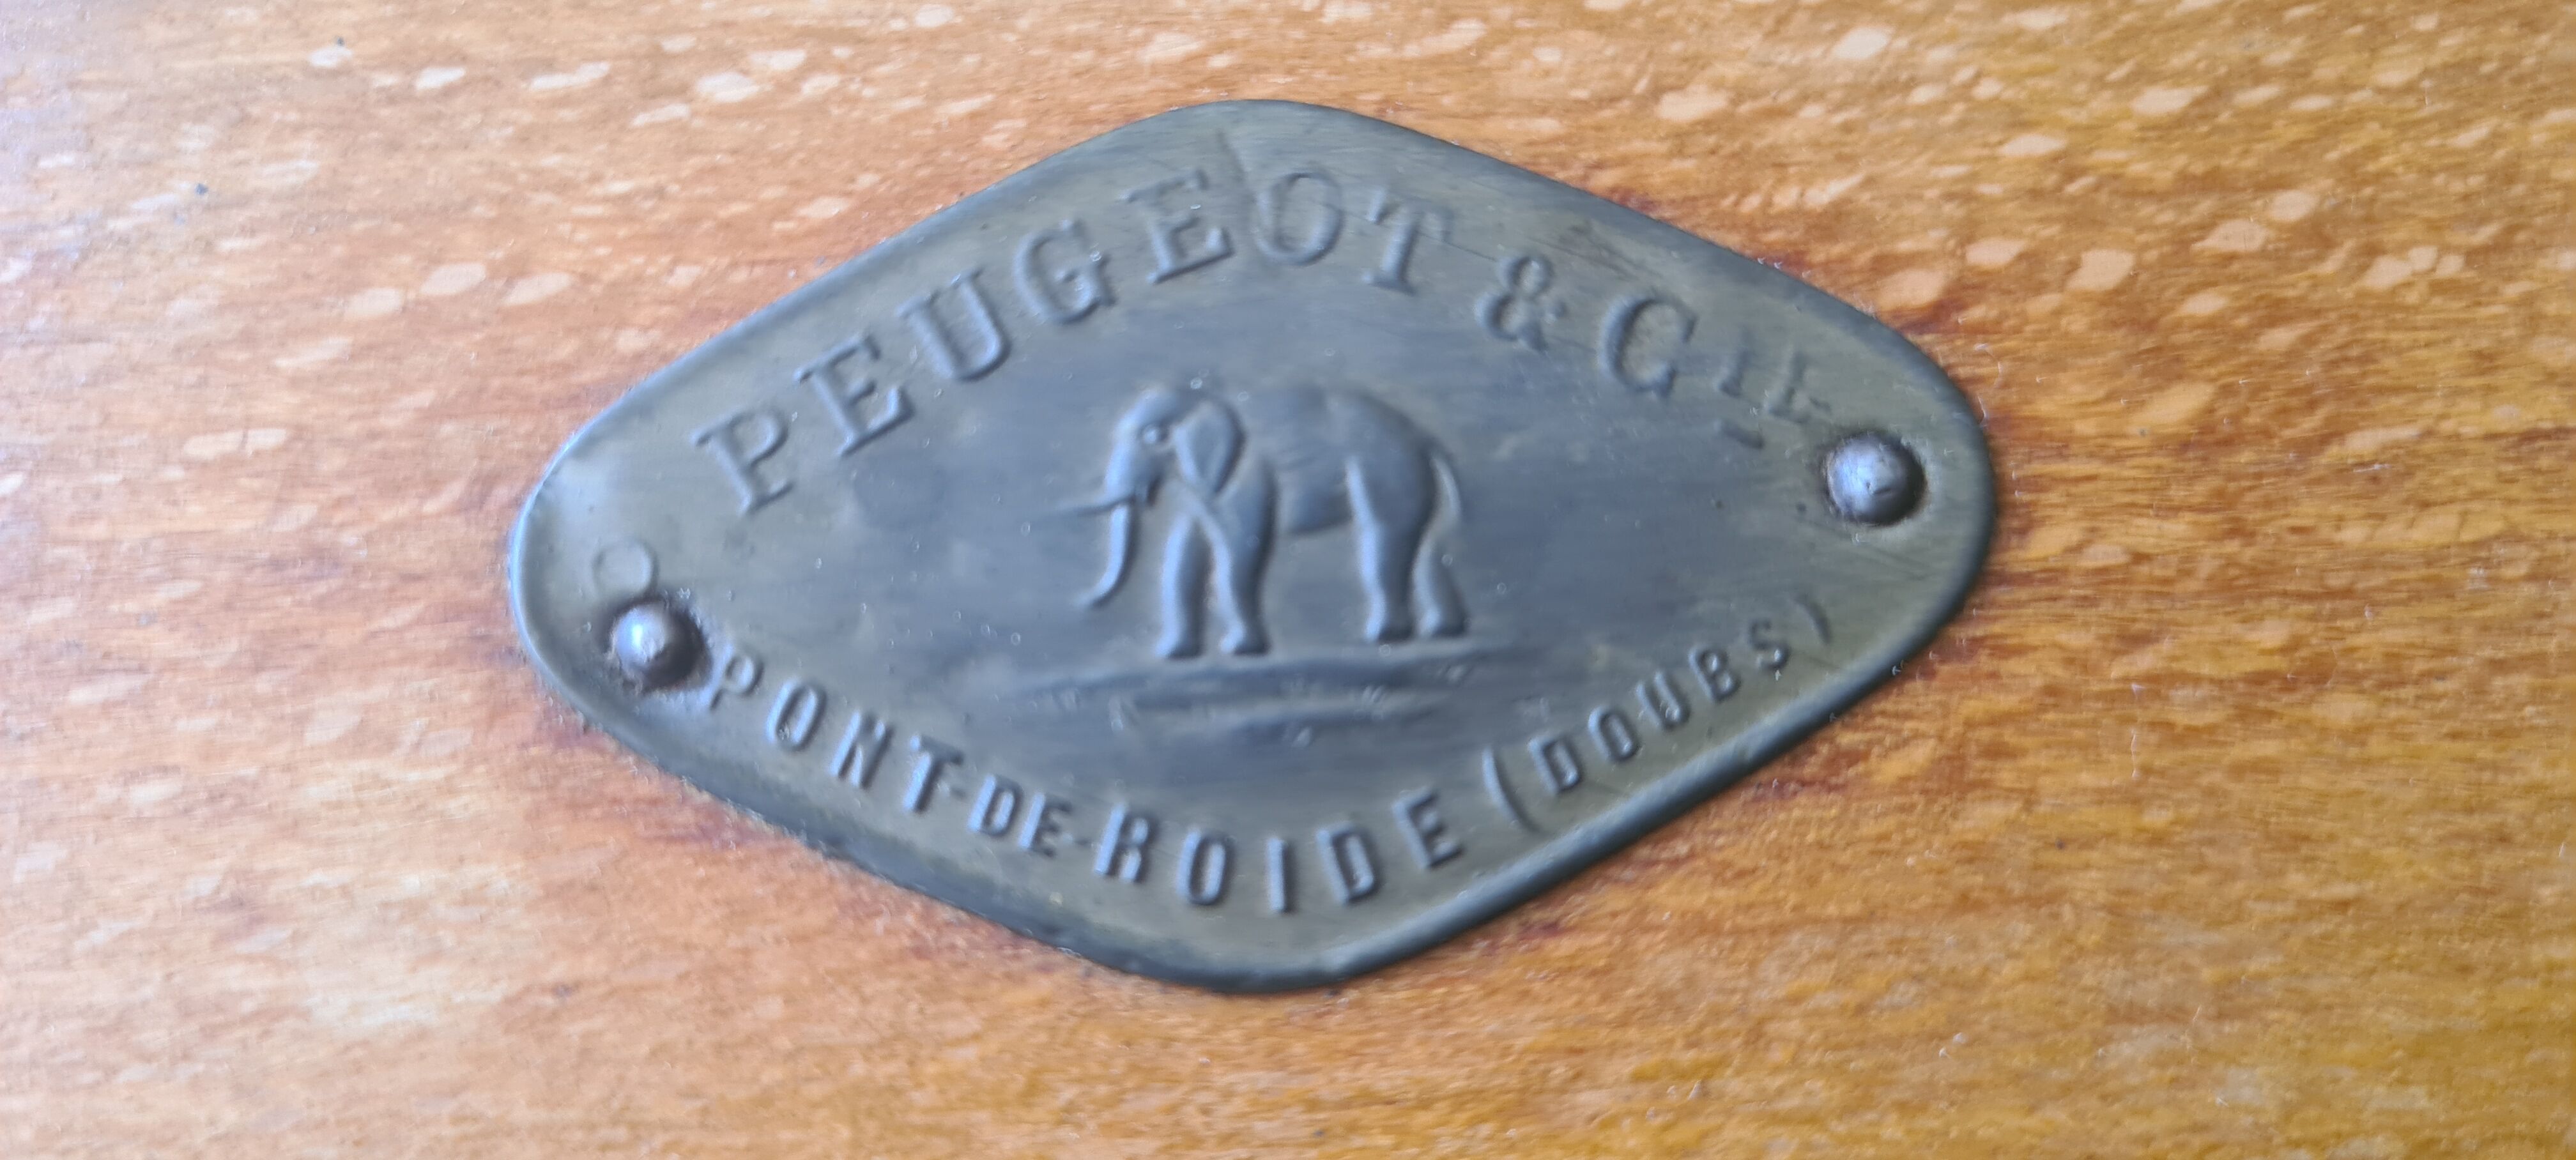 PEUGEOT & CIE
PONT-DE-ROIDE (DOUBS)